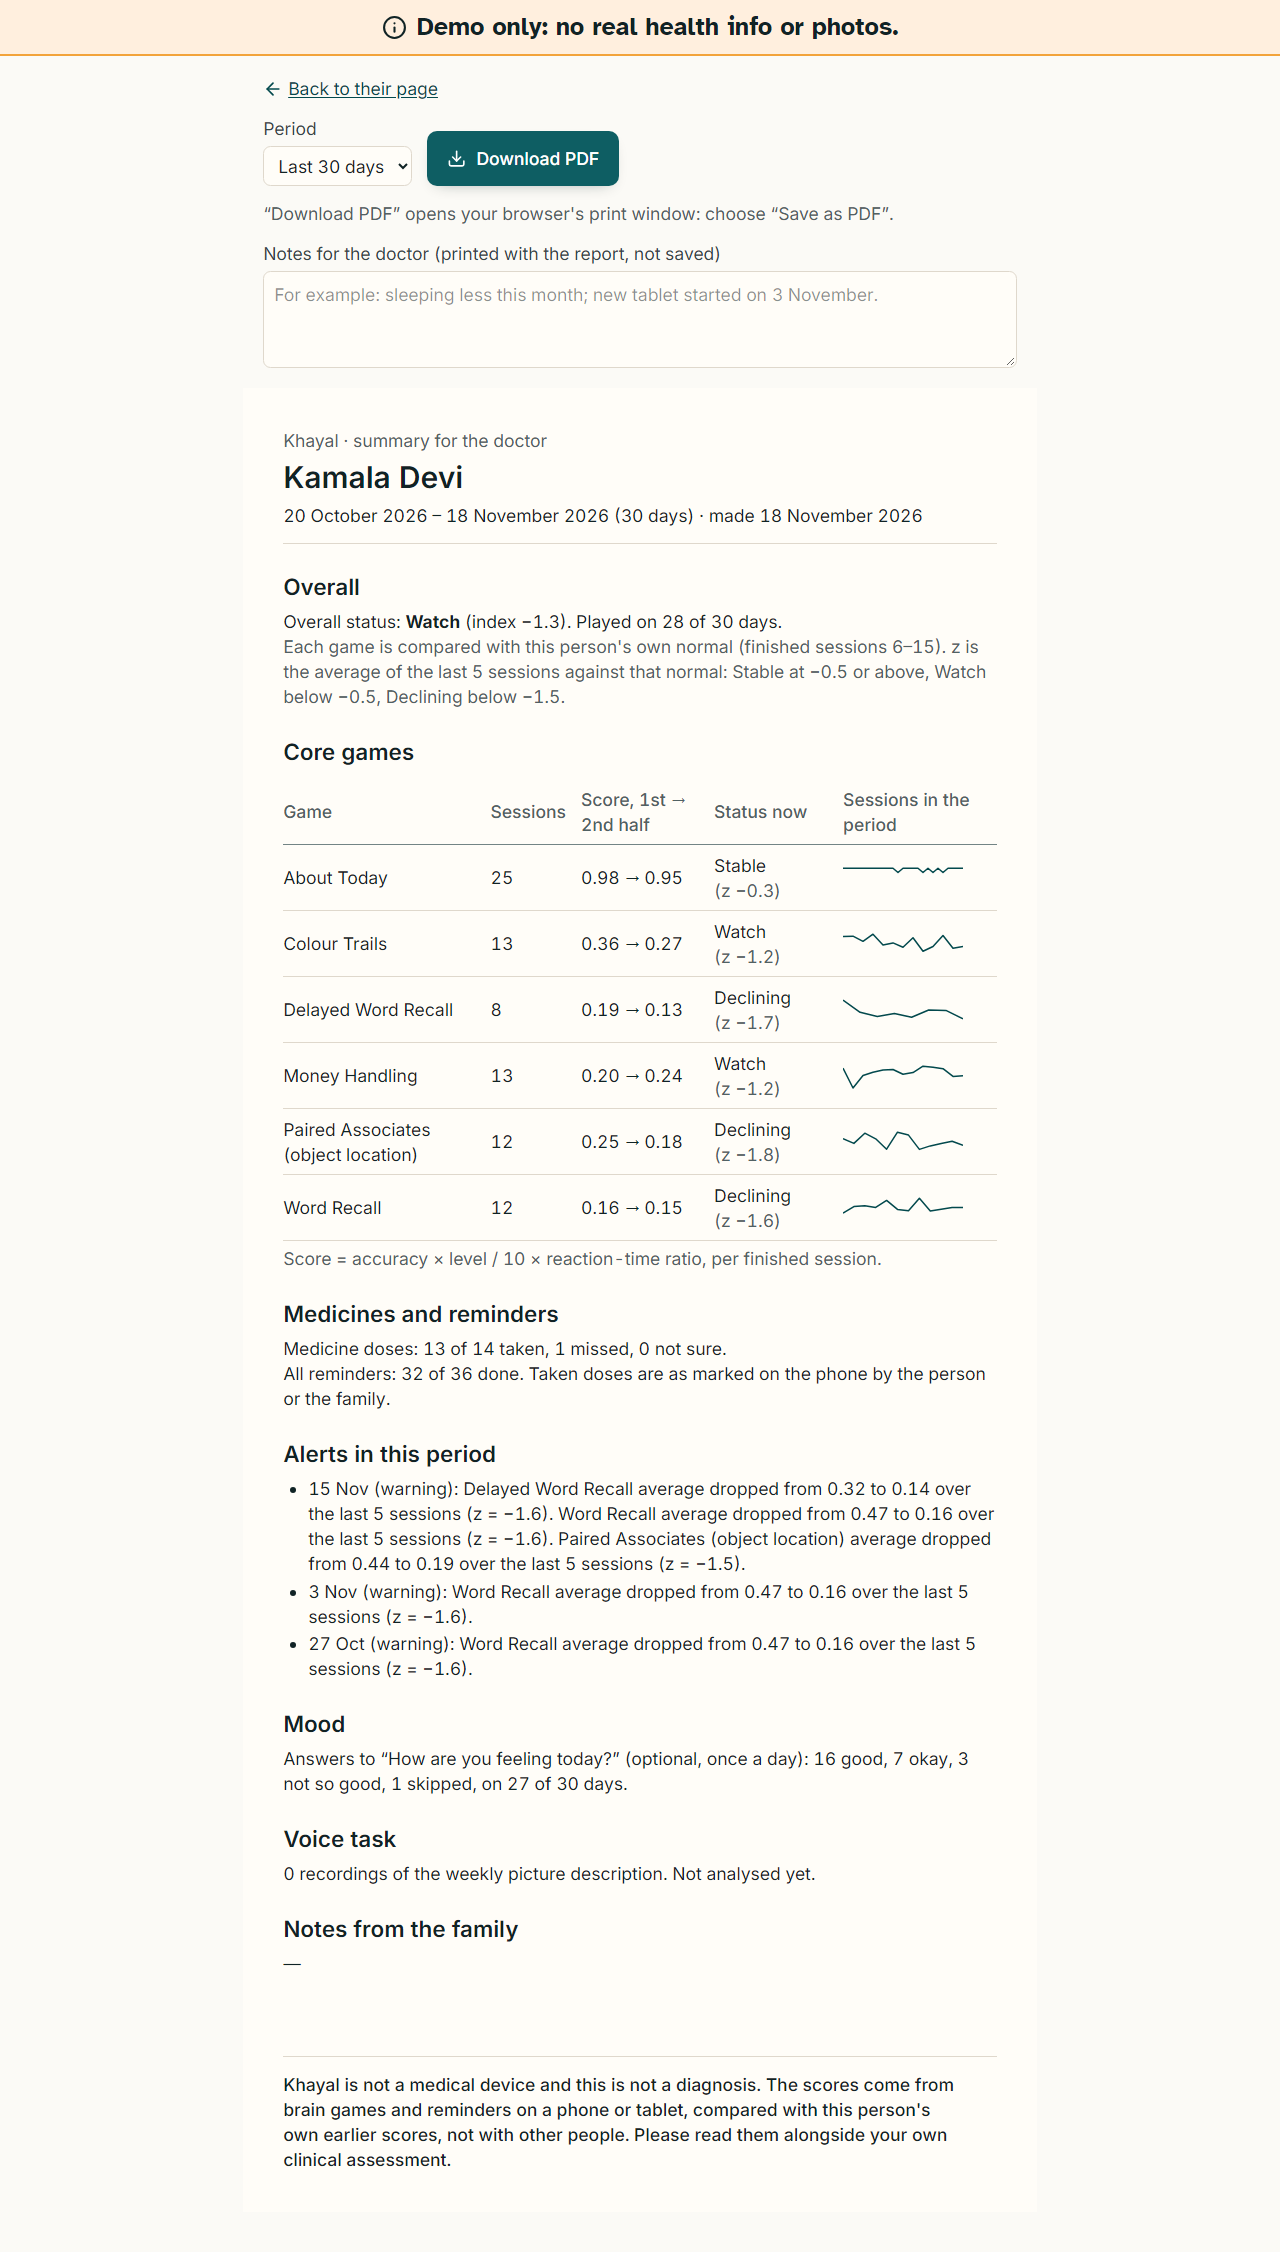 Demo only: no real health info or photos.
Back to their page
Period
Last 30 days
Download PDF
“Download PDF” opens your browser's print window: choose “Save as PDF”.
Notes for the doctor (printed with the report, not saved)
For example: sleeping less this month; new tablet started on 3 November.
Khayal · summary for the doctor
Kamala Devi
20 October 2026 – 18 November 2026 (30 days) · made 18 November 2026
Overall
Overall status: Watch (index −1.3). Played on 28 of 30 days.
Each game is compared with this person's own normal (finished sessions 6–15). z is
the average of the last 5 sessions against that normal: Stable at −0.5 or above, Watch
below −0.5, Declining below −1.5.
Core games
Game Sessions Score, 1st → 2nd half Status now Sessions in the period
About Today 25 0.98 → 0.95 Stable (z −0.3)
Colour Trails 13 0.36 → 0.27 Watch (z −1.2)
Delayed Word Recall 8 0.19 → 0.13 Declining (z −1.7)
Money Handling 13 0.20 → 0.24 Watch (z −1.2)
Paired Associates (object location) 12 0.25 → 0.18 Declining (z −1.8)
Word Recall 12 0.16 → 0.15 Declining (z −1.6)
Score = accuracy × level / 10 × reaction-time ratio, per finished session.
Medicines and reminders
Medicine doses: 13 of 14 taken, 1 missed, 0 not sure.
All reminders: 32 of 36 done. Taken doses are as marked on the phone by the person
or the family.
Alerts in this period
• 15 Nov (warning): Delayed Word Recall average dropped from 0.32 to 0.14 over
the last 5 sessions (z = −1.6). Word Recall average dropped from 0.47 to 0.16 over
the last 5 sessions (z = −1.6). Paired Associates (object location) average dropped
from 0.44 to 0.19 over the last 5 sessions (z = −1.5).
• 3 Nov (warning): Word Recall average dropped from 0.47 to 0.16 over the last 5
sessions (z = −1.6).
• 27 Oct (warning): Word Recall average dropped from 0.47 to 0.16 over the last 5
sessions (z = −1.6).
Mood
Answers to “How are you feeling today?” (optional, once a day): 16 good, 7 okay, 3
not so good, 1 skipped, on 27 of 30 days.
Voice task
0 recordings of the weekly picture description. Not analysed yet.
Notes from the family
—
Khayal is not a medical device and this is not a diagnosis. The scores come from
brain games and reminders on a phone or tablet, compared with this person's
own earlier scores, not with other people. Please read them alongside your own
clinical assessment.